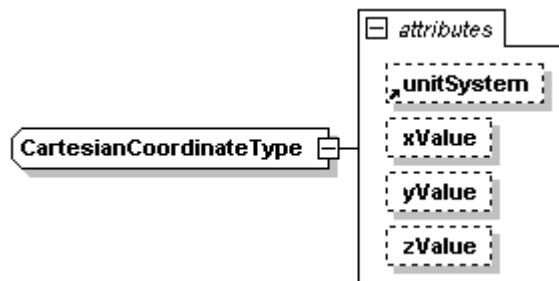 attributes
unitSystem
CartesianCoordinateType
xValue
yValue
zValue